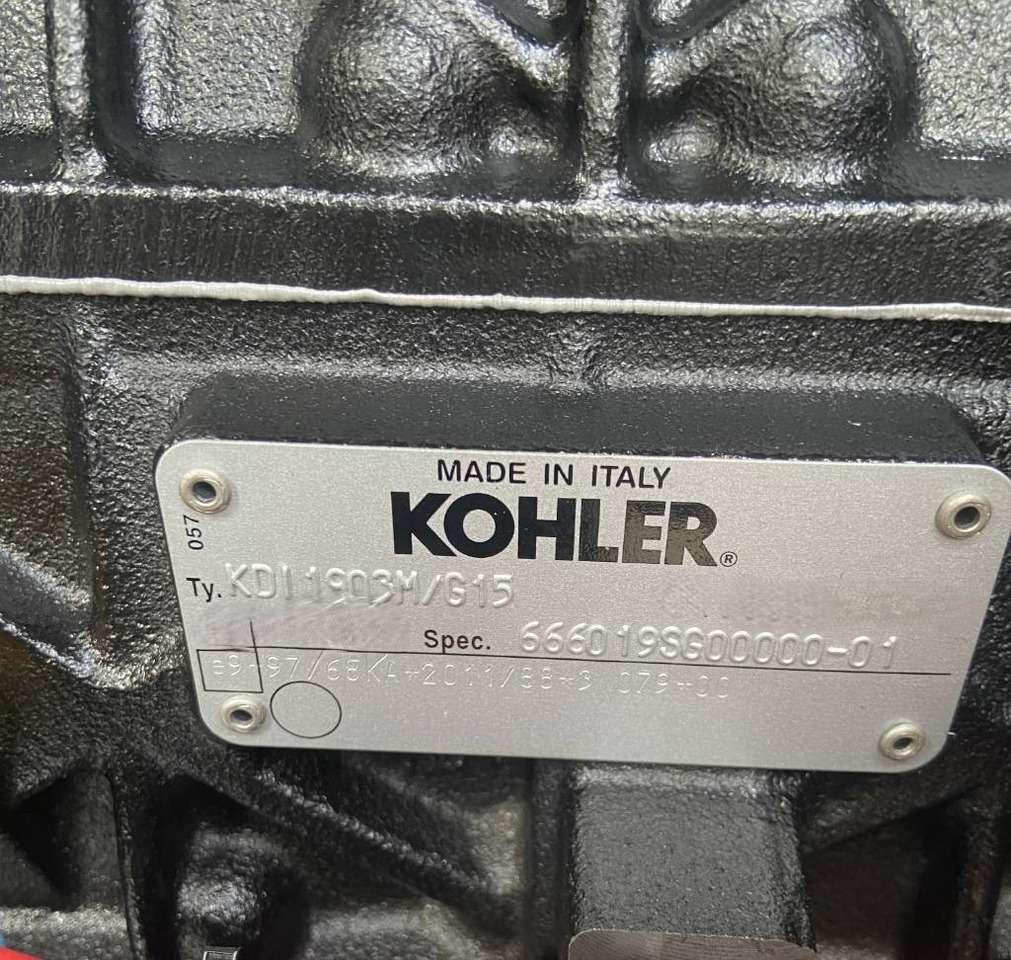 MADE IN ITALY
KOHLER®
057
Ty. KDI 1903M/G15
Spec. 666019SG00000-01
e9*97/68KA*2011/88*3 079*00